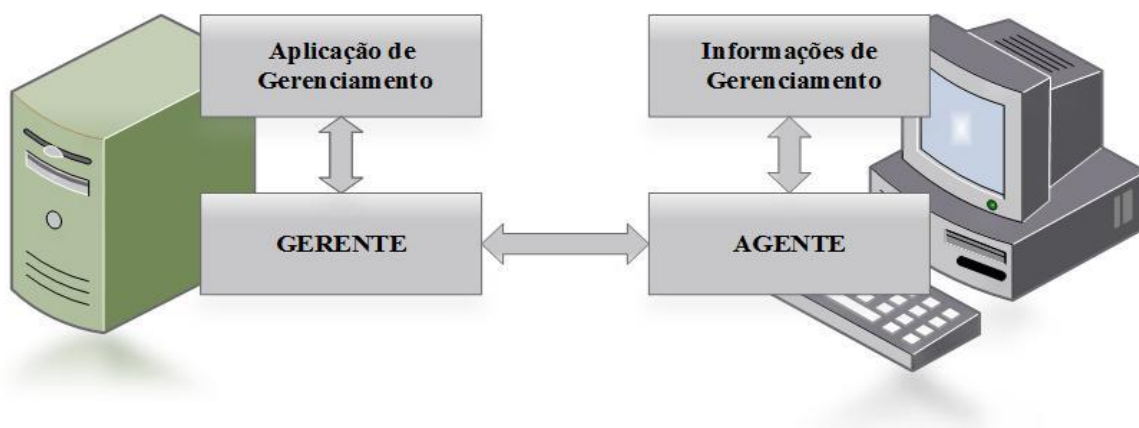 Aplicação de
Gerenciamento
Informações de
Gerenciamento
GERENTE
AGENTE